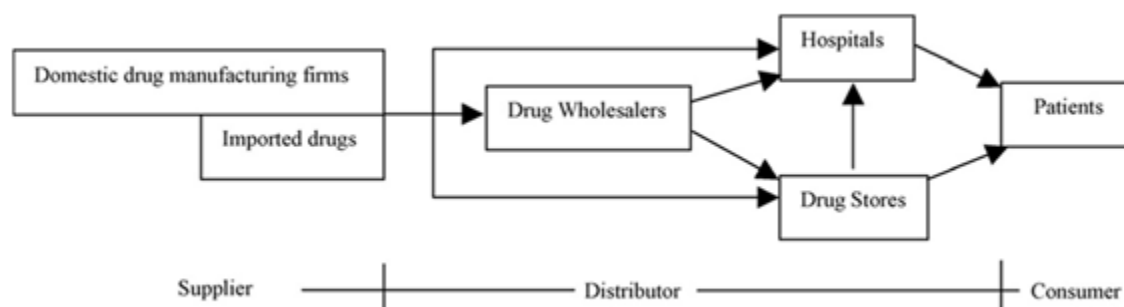 Hospitals
Domestic drug manufacturing firms
Drug Wholesalers
Patients
Imported drugs
Drug Stores
Supplier
Distributor
Consumer